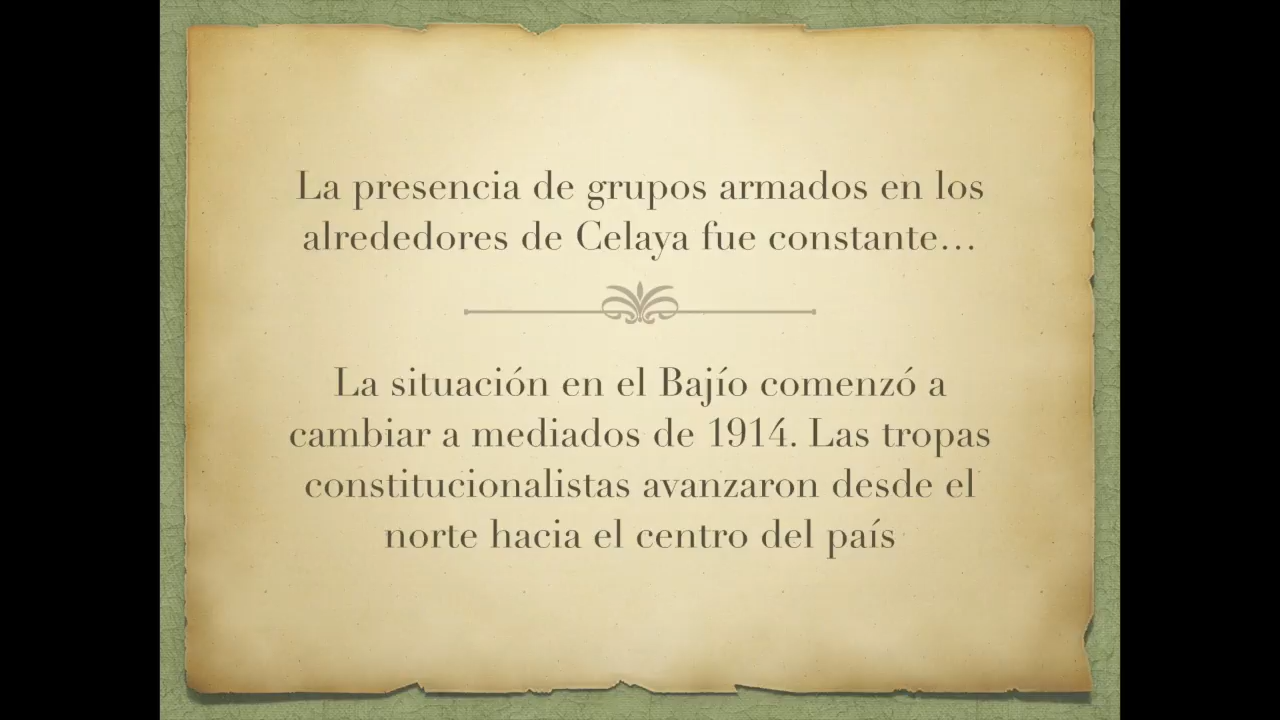 La presencia de grupos armados en los
alrededores de Celaya fue constante…
La situación en el Bajío comenzó a
cambiar a mediados de 1914. Las tropas
constitucionalistas avanzaron desde el
norte hacia el centro del país